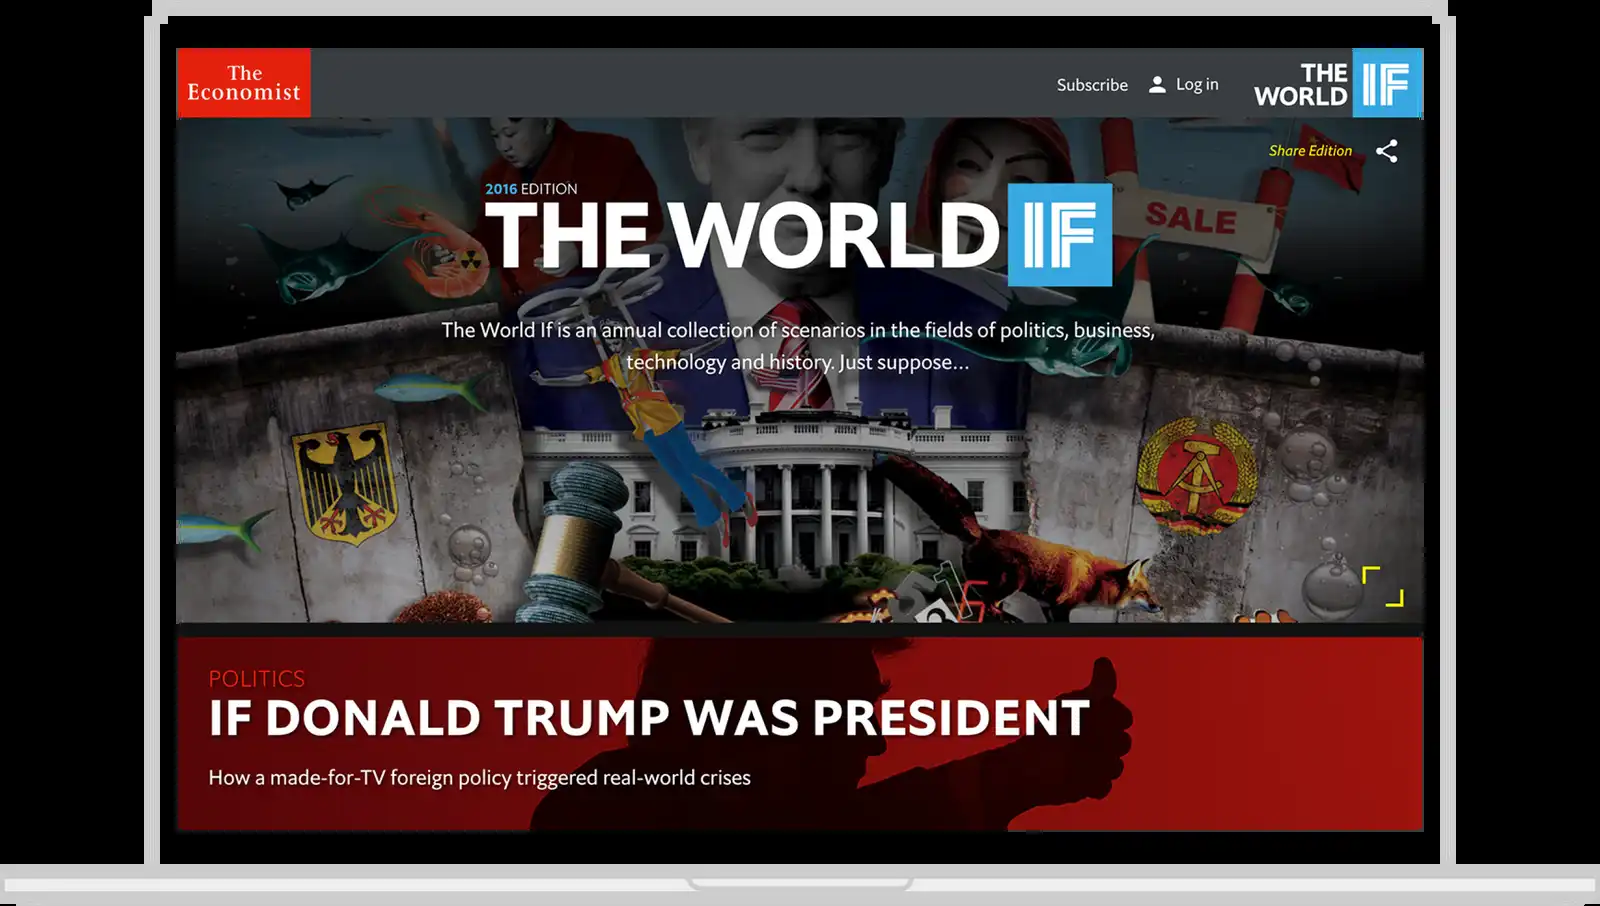 The
Economist
Subscribe
Log in
THE
WORLD
IF
Share Edition
2016 EDITION
THE WORLD IF
SALE
The World If is an annual collection of scenarios in the fields of politics, business,
technology and history. Just suppose...
POLITICS
IF DONALD TRUMP WAS PRESIDENT
How a made-for-TV foreign policy triggered real-world crises